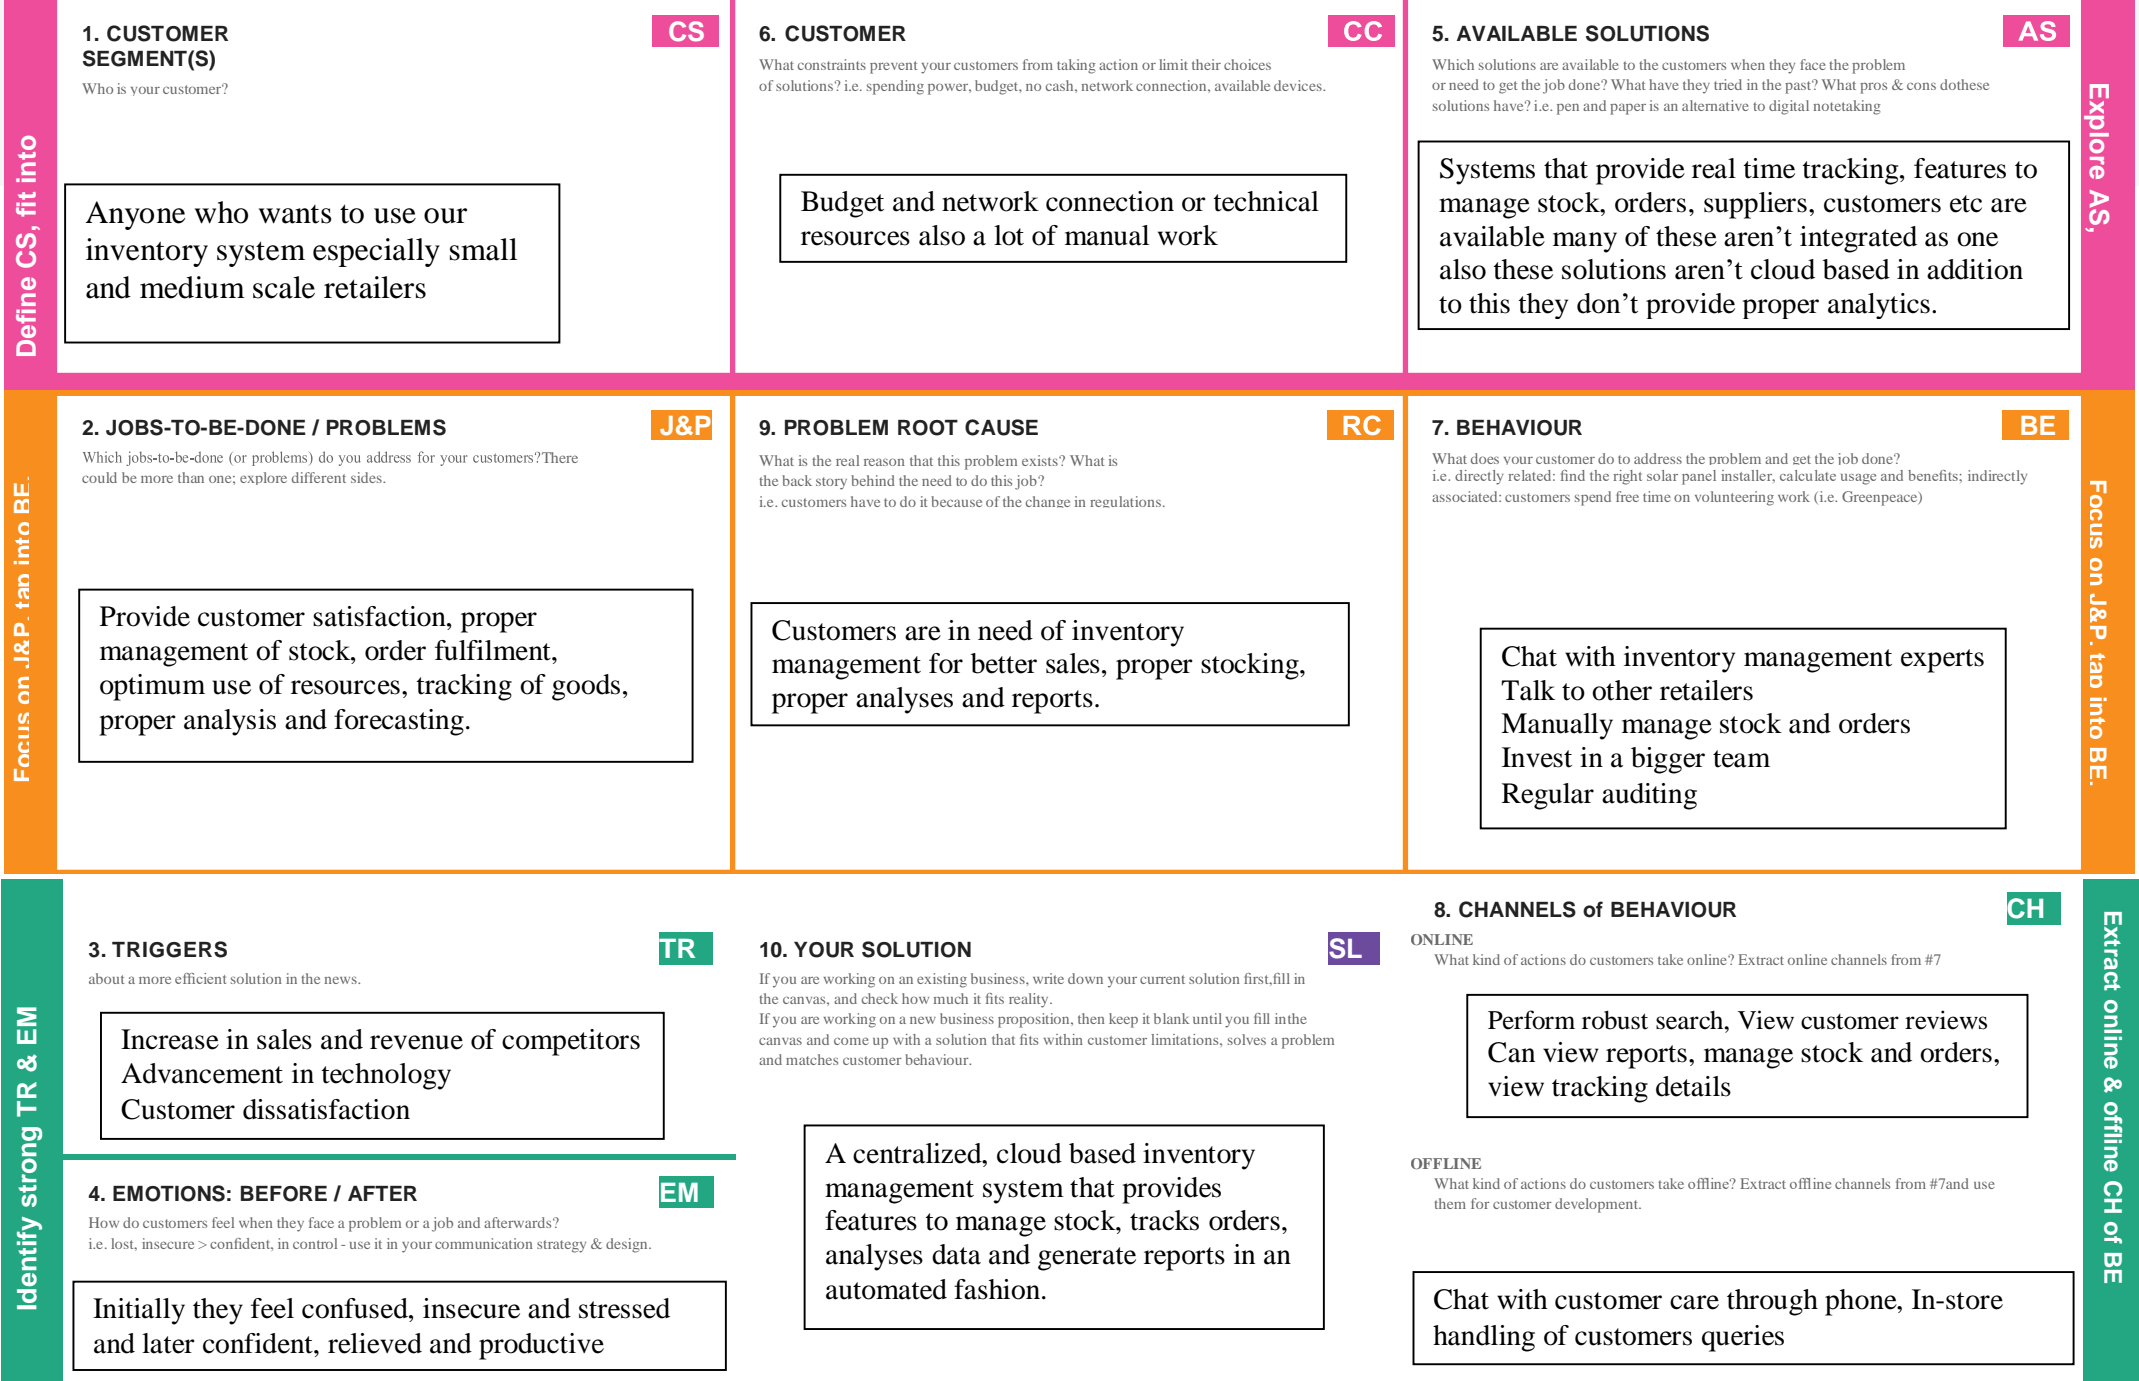 Define CS, fit into
1. CUSTOMER
SEGMENT(S)
CS
Who is your customer?
Anyone who wants to use our
inventory system especially small
and medium scale retailers
6. CUSTOMER
CC
What constraints prevent your customers from taking action or limit their choices
of solutions? i.e. spending power, budget, no cash, network connection, available devices.
Budget and network connection or technical
resources also a lot of manual work
5. AVAILABLE SOLUTIONS
AS
Which solutions are available to the customers when they face the problem
or need to get the job done? What have they tried in the past? What pros & cons dothese
solutions have? i.e. pen and paper is an alternative to digital notetaking
Systems that provide real time tracking, features to
manage stock, orders, suppliers, customers etc are
available many of these aren’t integrated as one
also these solutions aren’t cloud based in addition
to this they don’t provide proper analytics.
Explore AS,
Focus on J&P. tap into BE.
2. JOBS-TO-BE-DONE / PROBLEMS
J&P
Which jobs-to-be-done (or problems) do you address for your customers?There
could be more than one; explore different sides.
Provide customer satisfaction, proper
management of stock, order fulfilment,
optimum use of resources, tracking of goods,
proper analysis and forecasting.
9. PROBLEM ROOT CAUSE
RC
What is the real reason that this problem exists? What is
the back story behind the need to do this job?
i.e. customers have to do it because of the change in regulations.
Customers are in need of inventory
management for better sales, proper stocking,
proper analyses and reports.
7. BEHAVIOUR
BE
What does your customer do to address the problem and get the job done?
i.e. directly related: find the right solar panel installer, calculate usage and benefits; indirectly
associated: customers spend free time on volunteering work (i.e. Greenpeace)
Chat with inventory management experts
Talk to other retailers
Manually manage stock and orders
Invest in a bigger team
Regular auditing
Focus on J&P. tap into BE.
Identify strong TR & EM
3. TRIGGERS
TR
about a more efficient solution in the news.
Increase in sales and revenue of competitors
Advancement in technology
Customer dissatisfaction
4. EMOTIONS: BEFORE / AFTER
EM
How do customers feel when they face a problem or a job and afterwards?
i.e. lost, insecure > confident, in control - use it in your communication strategy & design.
Initially they feel confused, insecure and stressed
and later confident, relieved and productive
10. YOUR SOLUTION
SL
If you are working on an existing business, write down your current solution first,fill in
the canvas, and check how much it fits reality.
If you are working on a new business proposition, then keep it blank until you fill inthe
canvas and come up with a solution that fits within customer limitations, solves a problem
and matches customer behaviour.
A centralized, cloud based inventory
management system that provides
features to manage stock, tracks orders,
analyses data and generate reports in an
automated fashion.
8. CHANNELS of BEHAVIOUR
CH
ONLINE
What kind of actions do customers take online? Extract online channels from #7
Perform robust search, View customer reviews
Can view reports, manage stock and orders,
view tracking details
OFFLINE
What kind of actions do customers take offline? Extract offline channels from #7and use
them for customer development.
Chat with customer care through phone, In-store
handling of customers queries
Extract online & offline CH of BE